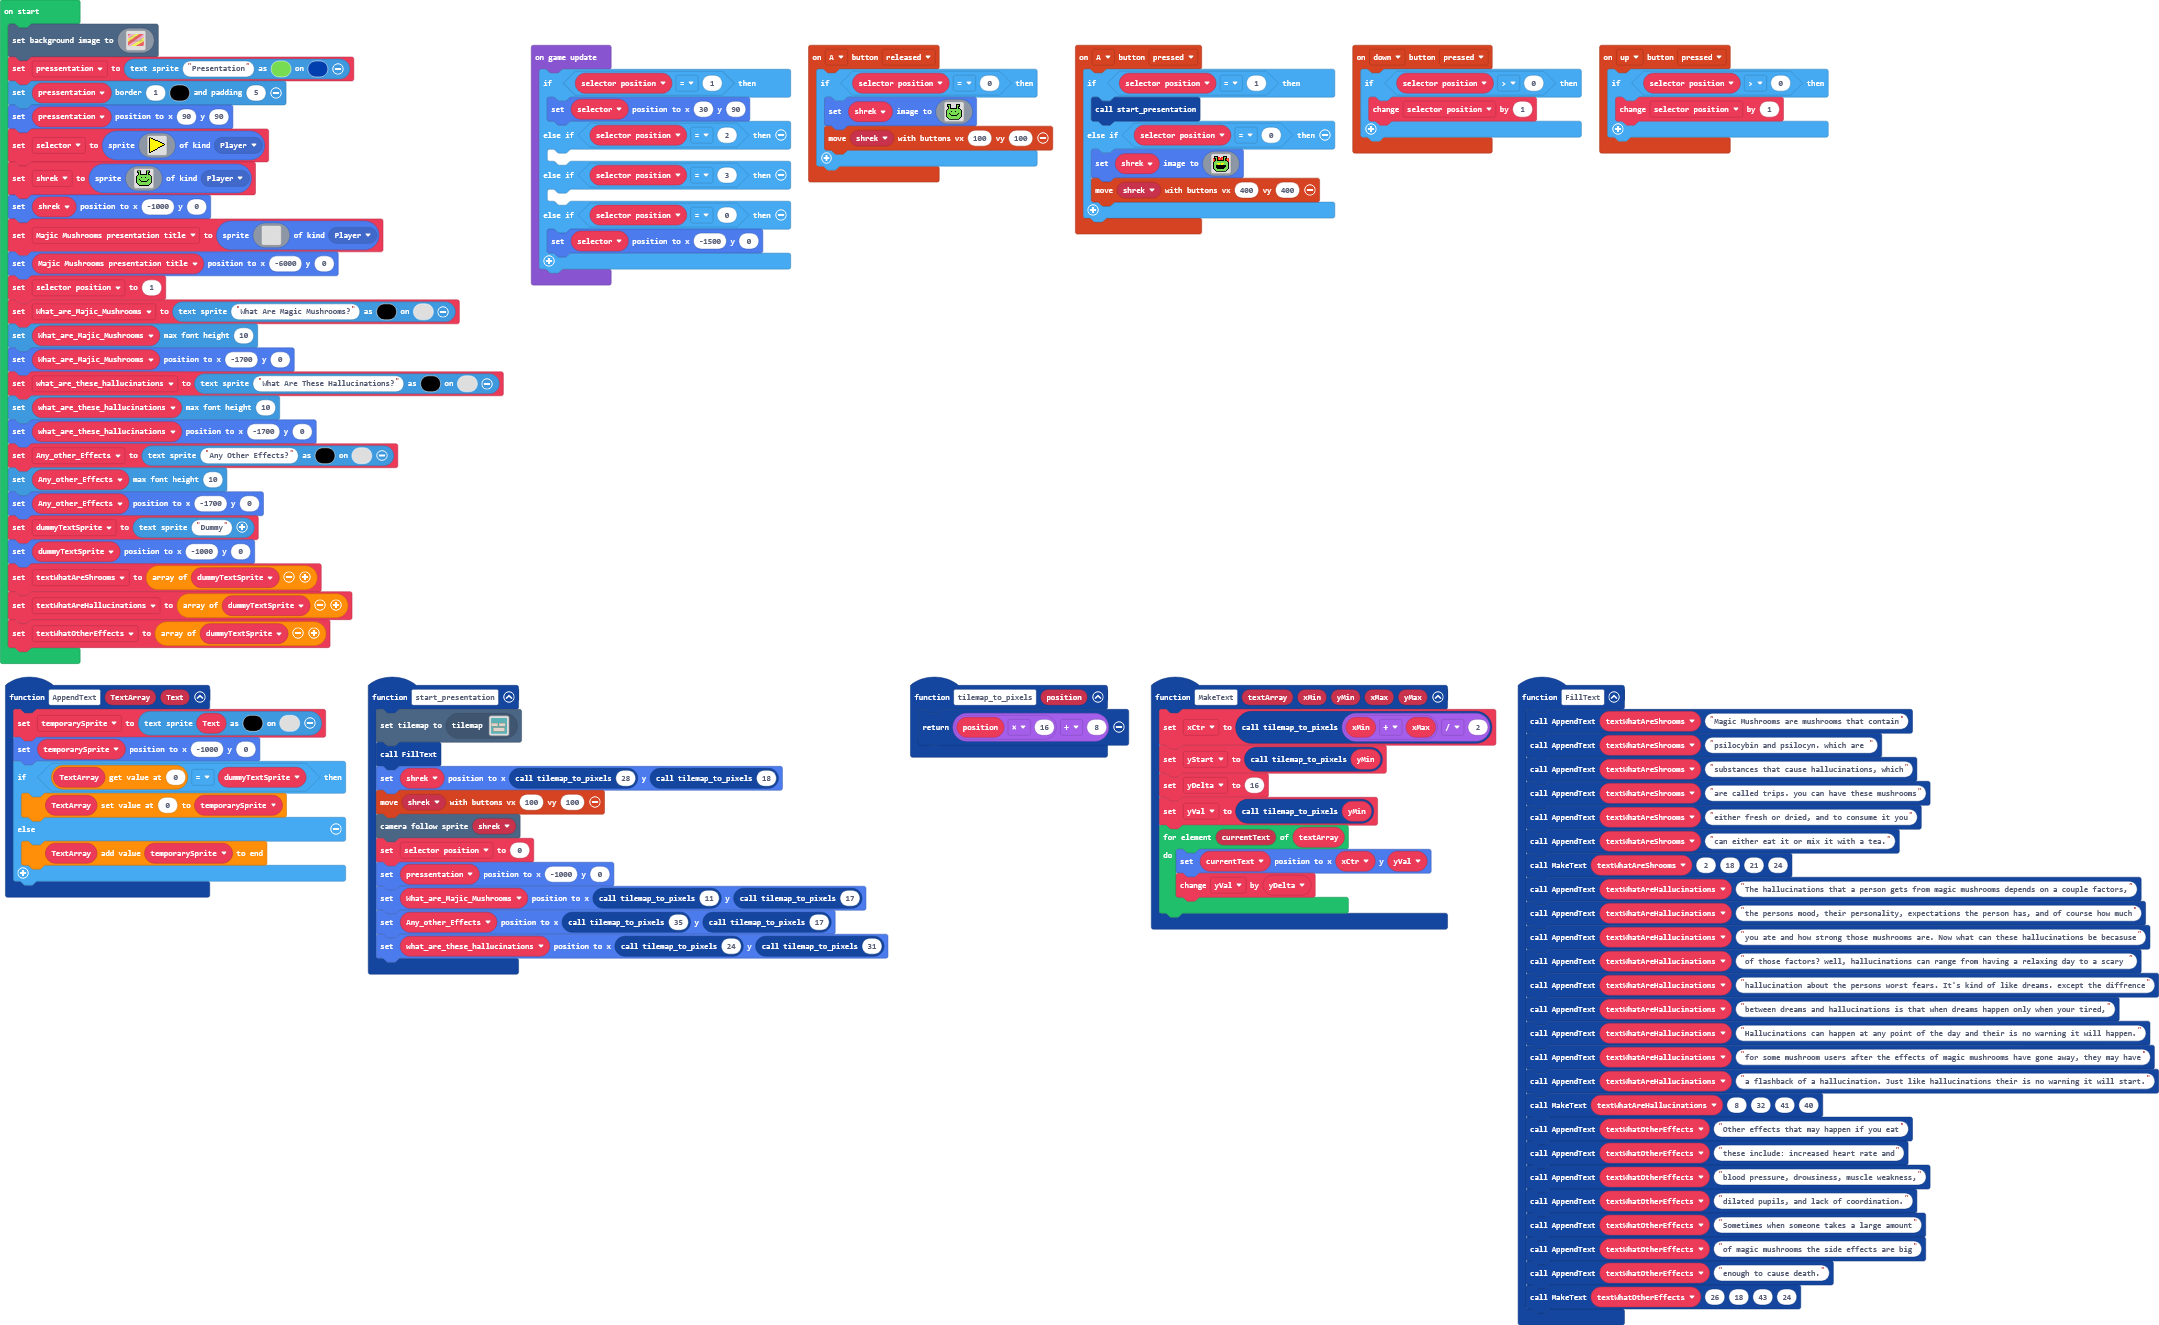 on start
set background image to
set pressentation to text sprite "Presentation" as on
set pressentation border 1 and padding 5
set pressentation position to x 90 y 90
set selector to sprite of kind Player
set shrek to sprite of kind Player
set shrek position to x -1000 y 0
set Majic Mushrooms presentation title to sprite of kind Player
set Majic Mushrooms presentation title position to x -6000 y 0
set selector position to 1
set What_are_Majic_Mushrooms to text sprite "What Are Magic Mushrooms?" as on
set What_are_Majic_Mushrooms max font height 10
set What_are_Majic_Mushrooms position to x -1700 y 0
set what_are_these_hallucinations to text sprite "What Are These Hallucinations?" as on
set what_are_these_hallucinations max font height 10
set what_are_these_hallucinations position to x -1700 y 0
set Any_other_Effects to text sprite "Any Other Effects?" as on
set Any_other_Effects max font height 10
set Any_other_Effects position to x -1700 y 0
set dummyTextSprite to text sprite "Dummy"
set dummyTextSprite position to x -1000 y 0
set textWhatAreShrooms to array of dummyTextSprite
set textWhatAreHallucinations to array of dummyTextSprite
set textWhatOtherEffects to array of dummyTextSprite
on game update
if selector position = 1 then
set selector position to x 30 y 90
else if selector position = 2 then
else if selector position = 3 then
else if selector position = 0 then
set selector position to x -1500 y 0
on A button released
if selector position = 0 then
set shrek image to
move shrek with buttons vx 100 vy 100
on A button pressed
if selector position = 1 then
call start_presentation
else if selector position = 0 then
set shrek image to
move shrek with buttons vx 400 vy 400
on down button pressed
if selector position > 0 then
change selector position by 1
on up button pressed
if selector position > 0 then
change selector position by 1
function AppendText TextArray Text
set temporarySprite to text sprite Text as on
set temporarySprite position to x -1000 y 0
if TextArray get value at 0 = dummyTextSprite then
TextArray set value at 0 to temporarySprite
else
TextArray add value temporarySprite to end
function start_presentation
set tilemap to tilemap
call FillText
set shrek position to x call tilemap_to_pixels 28 y call tilemap_to_pixels 18
move shrek with buttons vx 100 vy 100
camera follow sprite shrek
set selector position to 0
set pressentation position to x -1000 y 0
set What_are_Majic_Mushrooms position to x call tilemap_to_pixels 11 y call tilemap_to_pixels 17
set Any_other_Effects position to x call tilemap_to_pixels 35 y call tilemap_to_pixels 17
set what_are_these_hallucinations position to x call tilemap_to_pixels 24 y call tilemap_to_pixels 31
function tilemap_to_pixels position
return position x 16 + 8
function MakeText textArray xMin yMin xMax yMax
set xCtr to call tilemap_to_pixels xMin + xMax / 2
set yStart to call tilemap_to_pixels yMin
set yDelta to 16
set yVal to call tilemap_to_pixels yMin
for element currentText of textArray
do set currentText position to x xCtr y yVal
change yVal by yDelta
function FillText
call AppendText textWhatAreShrooms "Magic Mushrooms are mushrooms that contain"
call AppendText textWhatAreShrooms "psilocybin and psilocyn. which are "
call AppendText textWhatAreShrooms "substances that cause hallucinations, which"
call AppendText textWhatAreShrooms "are called trips. you can have these mushrooms"
call AppendText textWhatAreShrooms "either fresh or dried, and to consume it you"
call AppendText textWhatAreShrooms "can either eat it or mix it with a tea."
call MakeText textWhatAreShrooms 2 18 21 24
call AppendText textWhatAreHallucinations "The hallucinations that a person gets from magic mushrooms depends on a couple factors,"
call AppendText textWhatAreHallucinations "the persons mood, their personality, expectations the person has, and of course how much"
call AppendText textWhatAreHallucinations "you ate and how strong those mushrooms are. Now what can these hallucinations be becasuse"
call AppendText textWhatAreHallucinations "of those factors? well, hallucinations can range from having a relaxing day to a scary "
call AppendText textWhatAreHallucinations "hallucination about the persons worst fears. It's kind of like dreams. except the diffrence"
call AppendText textWhatAreHallucinations "between dreams and hallucinations is that when dreams happen only when your tired,"
call AppendText textWhatAreHallucinations "Hallucinations can happen at any point of the day and their is no warning it will happen."
call AppendText textWhatAreHallucinations "for some mushroom users after the effects of magic mushrooms have gone away, they may have"
call AppendText textWhatAreHallucinations "a flashback of a hallucination. Just like hallucinations their is no warning it will start."
call MakeText textWhatAreHallucinations 8 32 41 40
call AppendText textWhatOtherEffects "Other effects that may happen if you eat"
call AppendText textWhatOtherEffects "these include: increased heart rate and"
call AppendText textWhatOtherEffects "blood pressure, drowsiness, muscle weakness,"
call AppendText textWhatOtherEffects "dilated pupils, and lack of coordination."
call AppendText textWhatOtherEffects "Sometimes when someone takes a large amount"
call AppendText textWhatOtherEffects "of magic mushrooms the side effects are big"
call AppendText textWhatOtherEffects "enough to cause death."
call MakeText textWhatOtherEffects 26 18 43 24